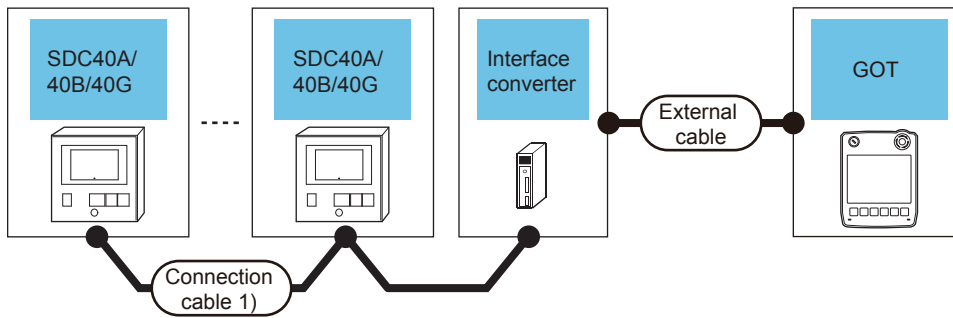 SDC40A/
40B/40G
SDC40A/
40B/40G
Interface
converter
External
cable
GOT
Connection
cable 1)